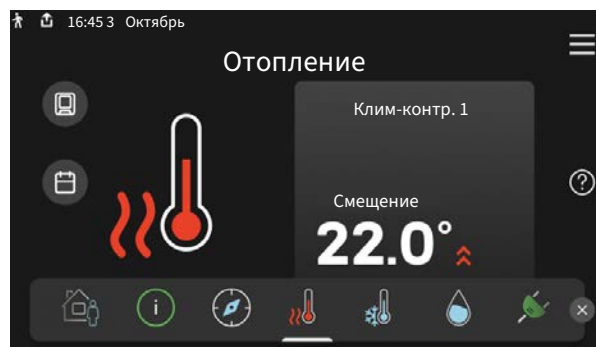 16:45 3 Октябрь
Отопление
Клим-контр. 1
Смещение
22.0°
i
?